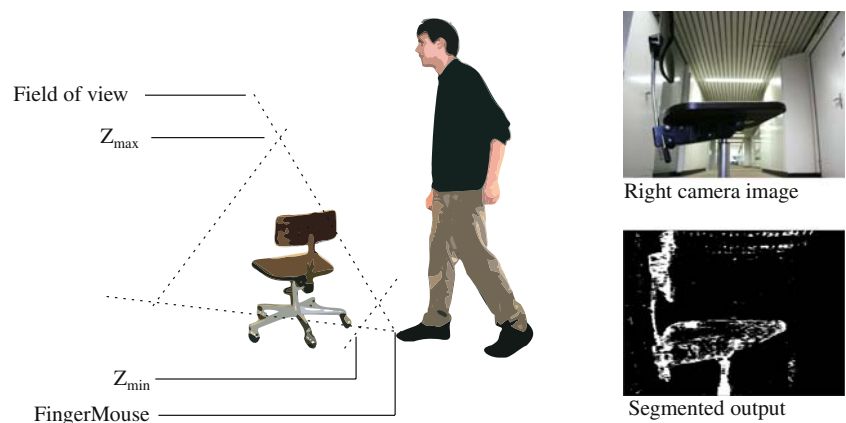 Field of view
Zmax
Zmin
FingerMouse
Right camera image
Segmented output